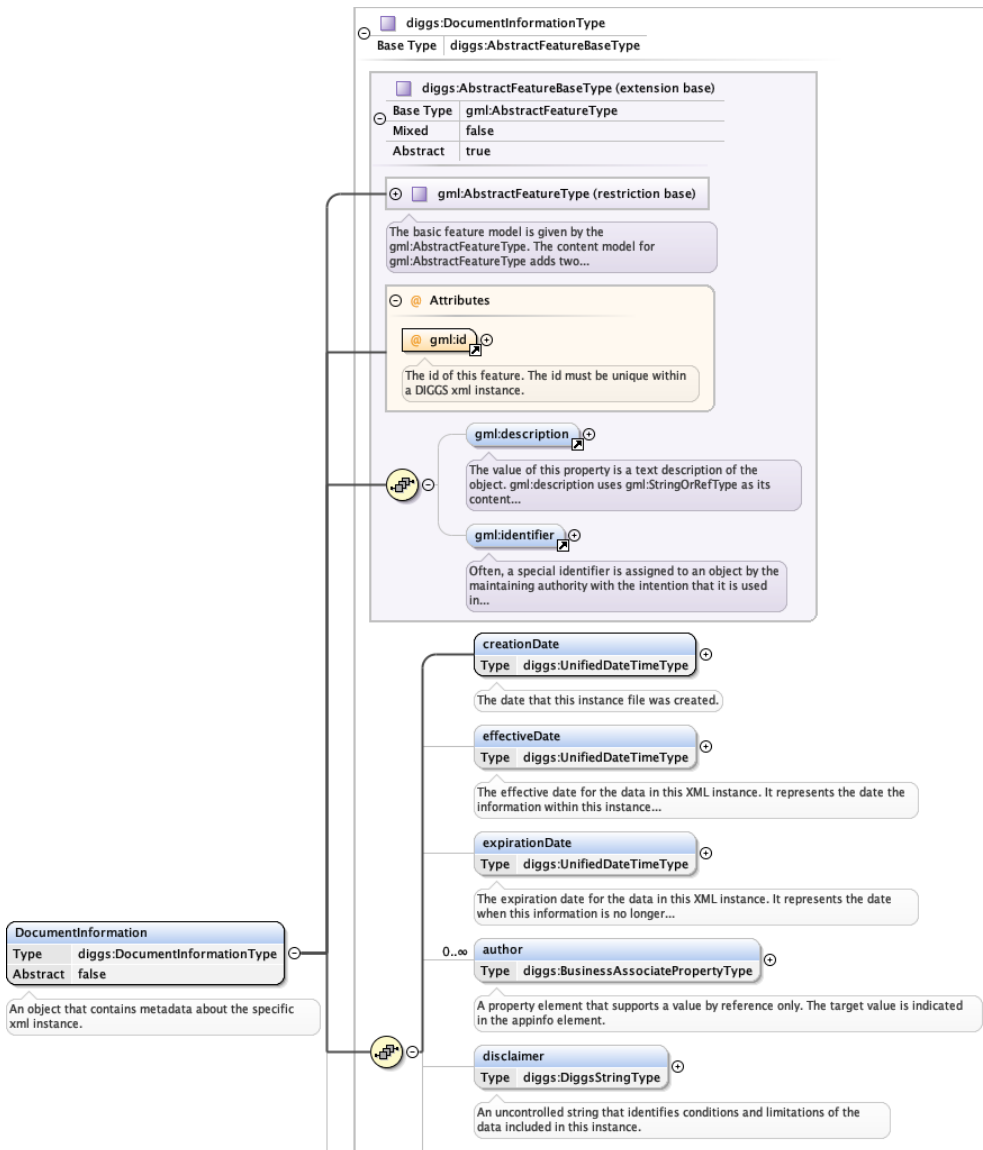 diggs:DocumentInformationType
Base Type diggs:AbstractFeatureBaseType
diggs:AbstractFeatureBaseType (extension base)
Base Type gml:AbstractFeatureType
Mixed false
Abstract true
gml:AbstractFeatureType (restriction base)
The basic feature model is given by the
gml:AbstractFeatureType. The content model for
gml:AbstractFeatureType adds two...
@ Attributes
@ gml:id
The id of this feature. The id must be unique within
a DIGGS xml instance.
gml:description
The value of this property is a text description of the
object. gml:description uses gml:StringOrRefType as its
content...
gml:identifier
Often, a special identifier is assigned to an object by the
maintaining authority with the intention that it is used
in...
creationDate
Type diggs:UnifiedDateTimeType
The date that this instance file was created.
effectiveDate
Type diggs:UnifiedDateTimeType
The effective date for the data in this XML instance. It represents the date the
information within this instance...
expirationDate
Type diggs:UnifiedDateTimeType
The expiration date for the data in this XML instance. It represents the date
when this information is no longer...
DocumentInformation
Type diggs:DocumentInformationType
Abstract false
An object that contains metadata about the specific
xml instance.
0..∞ author
Type diggs:BusinessAssociatePropertyType
A property element that supports a value by reference only. The target value is indicated
in the appinfo element.
disclaimer
Type diggs:DiggsStringType
An uncontrolled string that identifies conditions and limitations of the
data included in this instance.